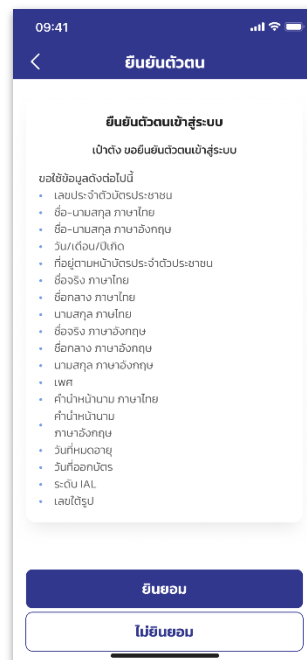 09:41
ยืนยันตัวตน
ยืนยันตัวตนเข้าสู่ระบบ
เป๋าตัง ขอยืนยันตัวตนเข้าสู่ระบบ
ขอใช้ข้อมูลดังต่อไปนี้
• เลขประจำตัวบัตรประชาชน
• ชื่อ-นามสกุล ภาษาไทย
• ชื่อ-นามสกุล ภาษาอังกฤษ
• วัน/เดือน/ปีเกิด
• ที่อยู่ตามหน้าบัตรประจำตัวประชาชน
• ชื่อจริง ภาษาไทย
• ชื่อกลาง ภาษาไทย
• นามสกุล ภาษไทย
• ชื่อจริง ภาษาอังกฤษ
• ชื่อกลาง ภาษาอังกฤษ
• นามสกุล ภาษาอังกฤษ
• เพศ
• คำนำหน้านาม ภาษาไทย
• คำนำหน้านาม
ภาษาอังกฤษ
• วันที่หมดอายุ
• วันที่ออกบัตร
• ระดับ IAL
• เลขใต้รูป
ยินยอม
ไม่ยินยอม